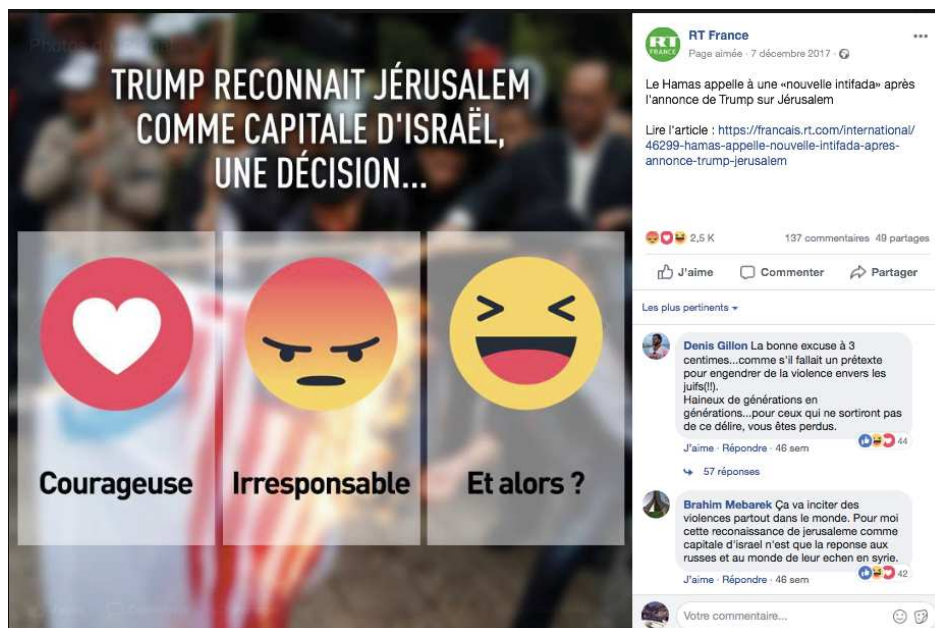 TRUMP RECONNAIT JÉRUSALEM
COMME CAPITALE D'ISRAËL,
UNE DÉCISION...
Courageuse
Irresponsable
Et alors ?
RT
FRANCE
RT France
Page aimée · 7 décembre 2017 ·
Le Hamas appelle à une «nouvelle intifada» après
l'annonce de Trump sur Jérusalem
Lire l'article : https://francais.rt.com/international/
46299-hamas-appelle-nouvelle-intifada-apres-
annonce-trump-jerusalem
2,5 K
137 commentaires 49 partages
J'aime
Commenter
Partager
Les plus pertinents
Denis Gillon La bonne excuse à 3
centimes...comme s'il fallait un prétexte
pour engendrer de la violence envers les
juifs(!!).
Haineux de générations en
générations...pour ceux qui ne sortiront pas
de ce délire, vous êtes perdus.
44
J'aime · Répondre · 46 sem
57 réponses
Brahim Mebarek Ça va inciter des
violences partout dans le monde. Pour moi
cette reconaissance de jerusaleme comme
capitale d'israel n'est que la reponse aux
russes et au monde de leur echen en syrie.
42
J'aime · Répondre · 46 sem
Votre commentaire...